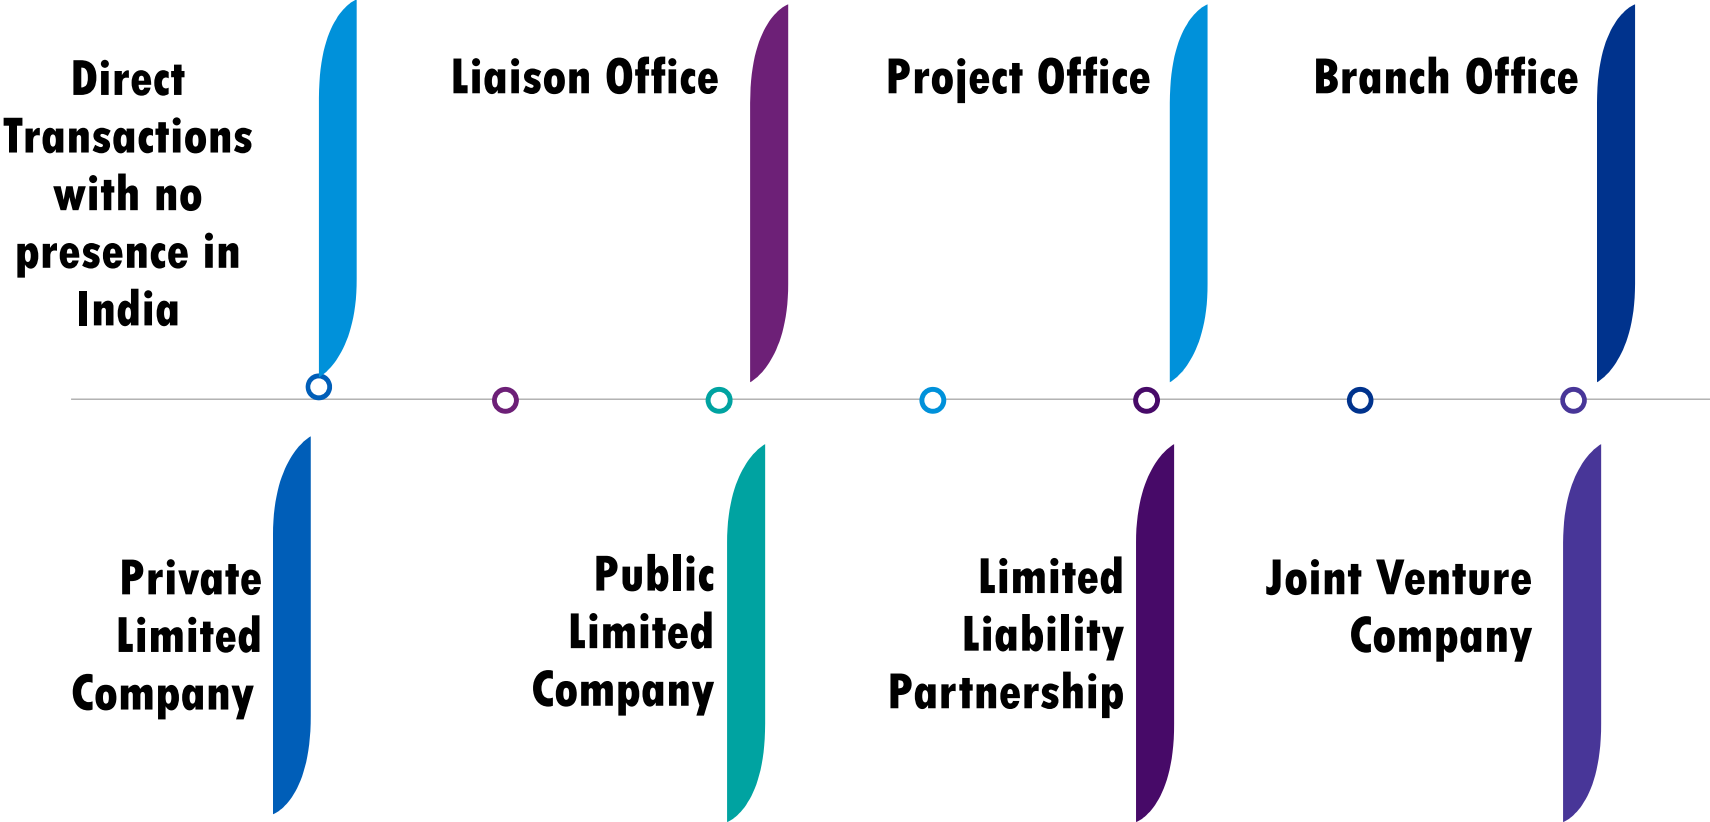 Direct
Transactions
with no
presence in
India
Liaison Office
Project Office
Branch Office
Private
Limited
Company
Public
Limited
Company
Limited
Liability
Partnership
Joint Venture
Company